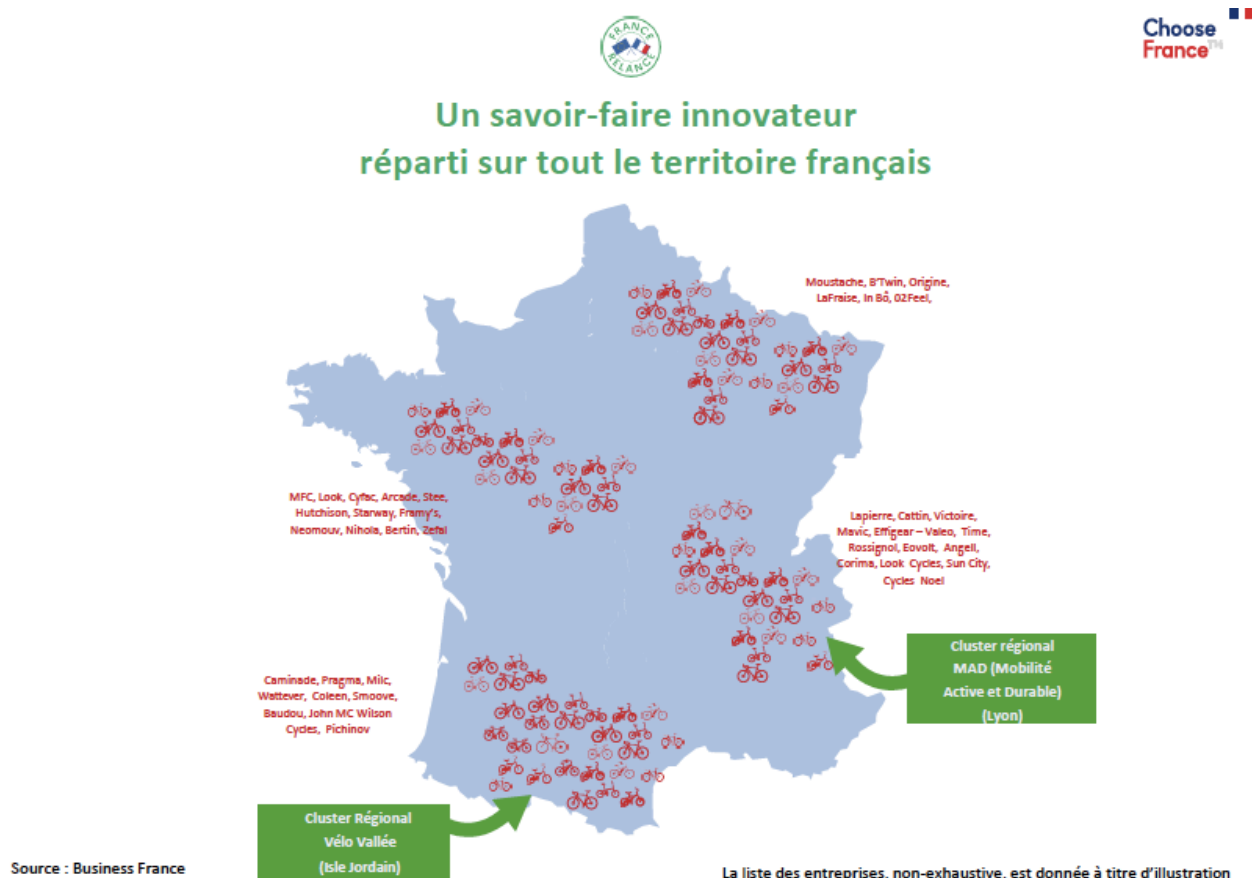 FRANCE
RELANCE
Choose
France™
Un savoir-faire innovateur
réparti sur tout le territoire français
Moustache, B'Twin, Origine,
LaFraise, In Bô, 02Feel,
MFC, Look, Cyfac, Arcade, Stee,
Hutchison, Starway, Framy's,
Neomouv, Nihola, Bertin, Zefal
Lapierre, Cattin, Victoire,
Mavic, Effigear – Valeo, Time,
Rossignol, Eovolt, Angell,
Corima, Look Cycles, Sun City,
Cycles Noel
Cluster régional
MAD (Mobilité
Active et Durable)
(Lyon)
Caminade, Pragma, Milc,
Wattever, Coleen, Smoove,
Baudou, John MC Wilson
Cycles, Pichinov
Cluster Régional
Vélo Vallée
(Isle Jordain)
Source : Business France
La liste des entreprises, non-exhaustive, est donnée à titre d'illustration